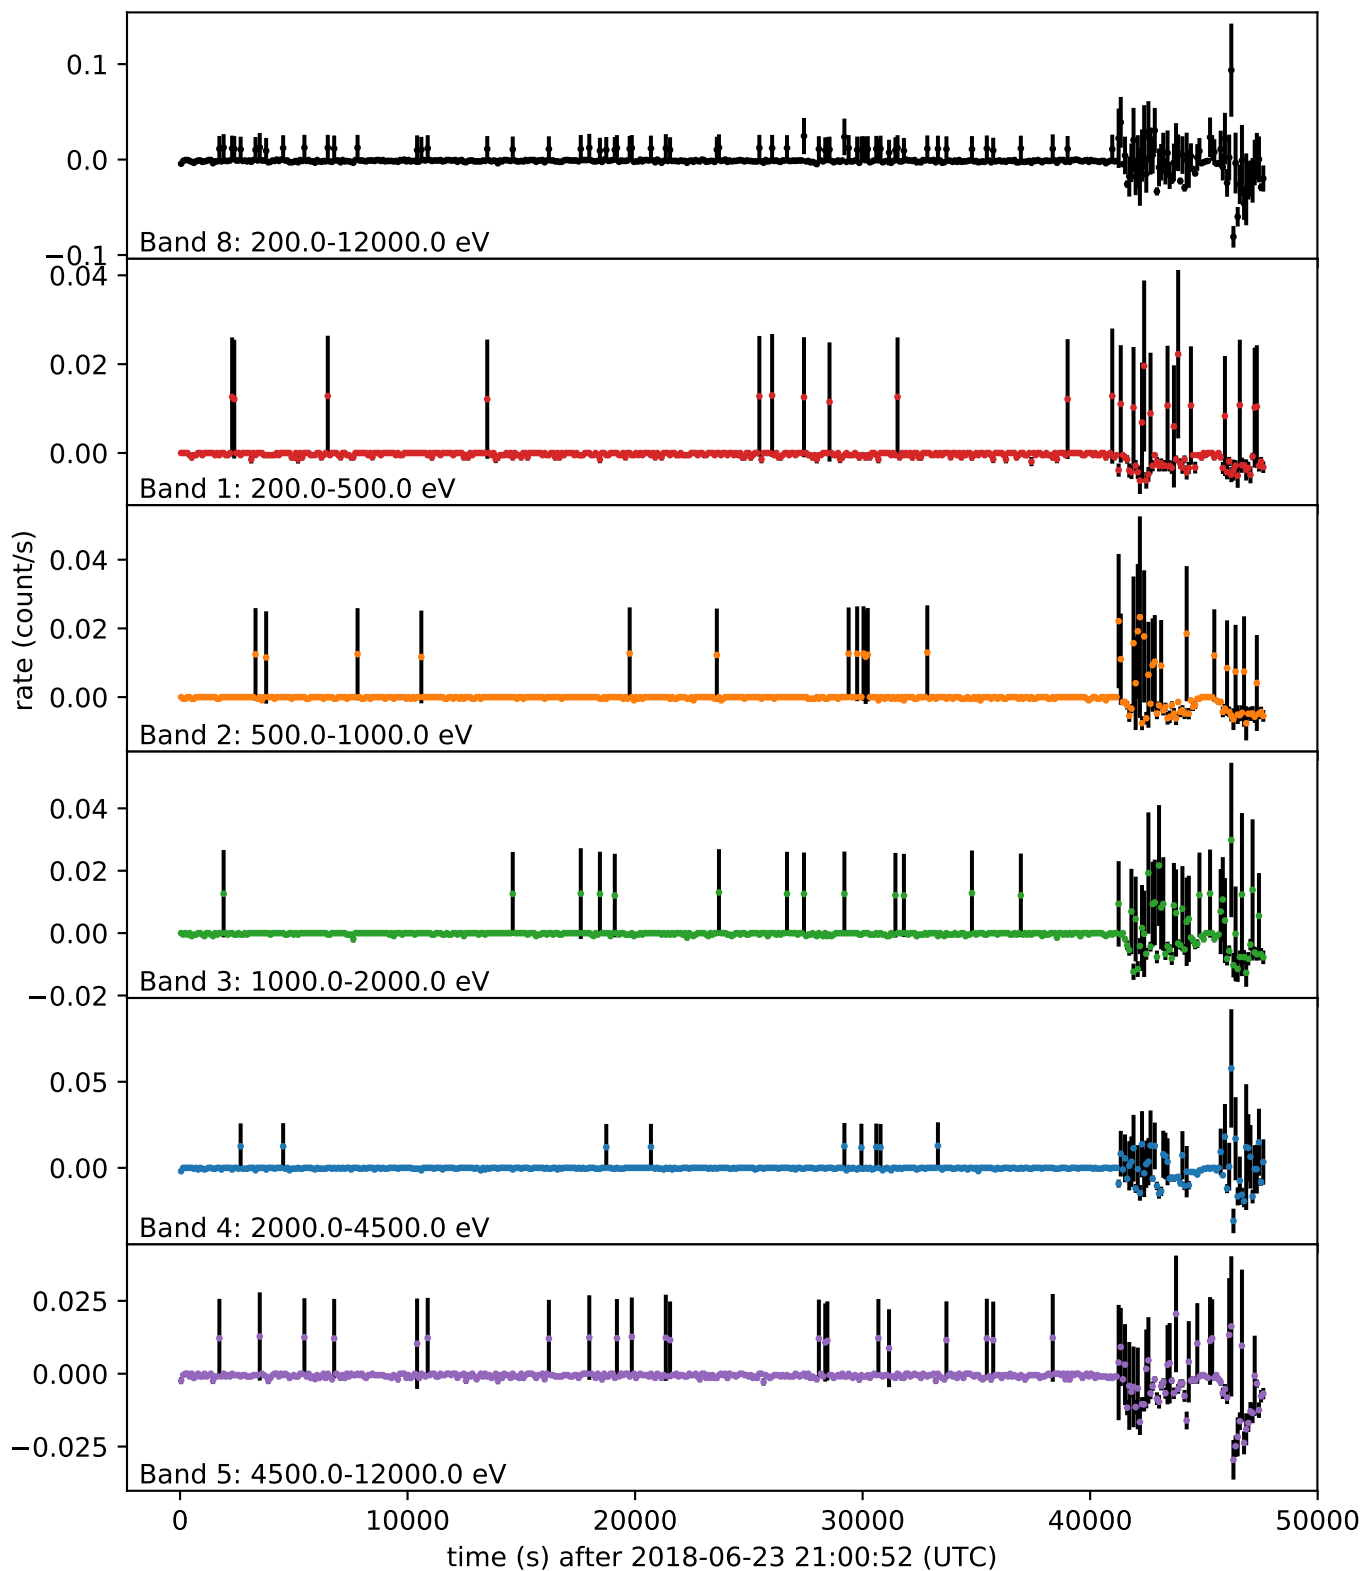 0.1
0.0
−0.1
Band 8: 200.0-12000.0 eV
0.04
0.02
0.00
Band 1: 200.0-500.0 eV
rate (count/s)
0.04
0.02
0.00
Band 2: 500.0-1000.0 eV
0.04
0.02
0.00
−0.02
Band 3: 1000.0-2000.0 eV
0.05
0.00
Band 4: 2000.0-4500.0 eV
0.025
0.000
−0.025
Band 5: 4500.0-12000.0 eV
0 10000 20000 30000 40000 50000
time (s) after 2018-06-23 21:00:52 (UTC)